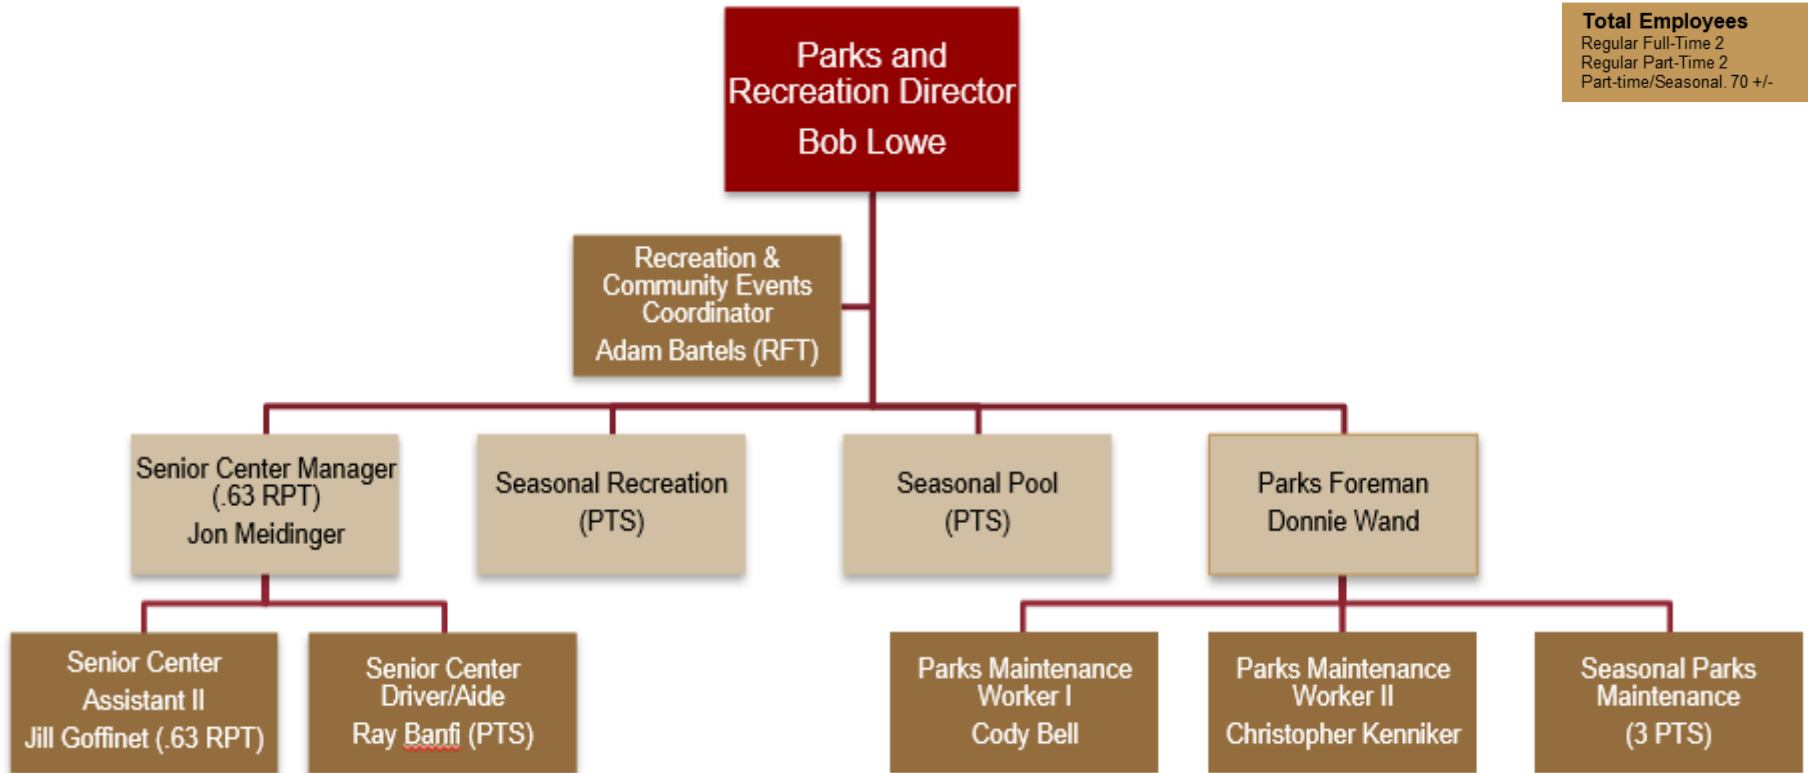 Parks and
Recreation Director
Bob Lowe
Total Employees
Regular Full-Time 2
Regular Part-Time 2
Part-time/Seasonal. 70 +/-
Recreation &
Community Events
Coordinator
Adam Bartels (RFT)
Senior Center Manager
(.63 RPT)
Jon Meidinger
Seasonal Recreation
(PTS)
Seasonal Pool
(PTS)
Parks Foreman
Donnie Wand
Senior Center
Assistant II
Jill Goffinet (.63 RPT)
Senior Center
Driver/Aide
Ray Banfi (PTS)
Parks Maintenance
Worker I
Cody Bell
Parks Maintenance
Worker II
Christopher Kenniker
Seasonal Parks
Maintenance
(3 PTS)